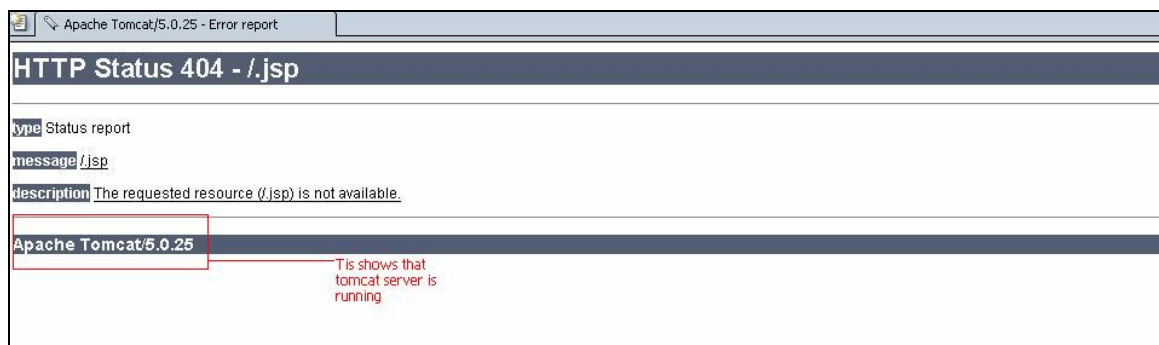 Apache Tomcat/5.0.25 - Error report
HTTP Status 404 - /.jsp
type Status report
message /.jsp
description The requested resource (/.jsp) is not available.
Apache Tomcat/5.0.25
Tis shows that
tomcat server is
running